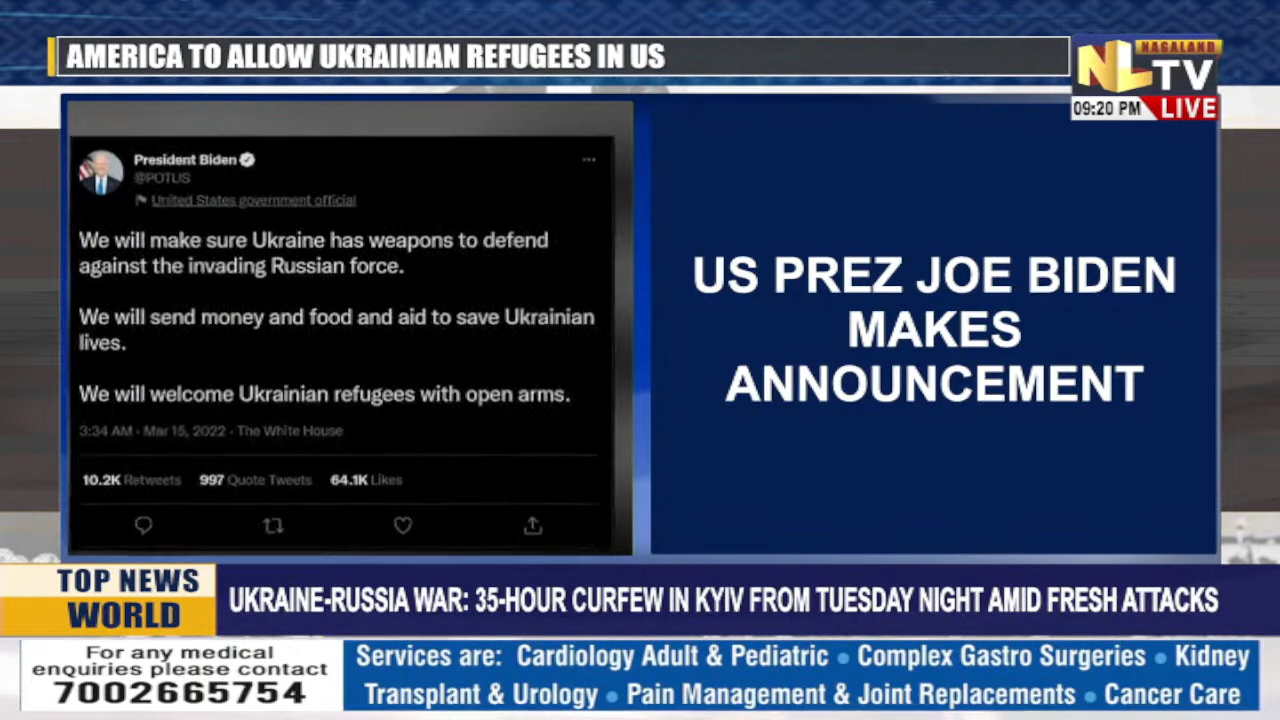 AMERICA TO ALLOW UKRAINIAN REFUGEES IN US
NAGALAND
NL TV
09:20 PM LIVE
President Biden
@POTUS
United States government official
We will make sure Ukraine has weapons to defend
against the invading Russian force.
We will send money and food and aid to save Ukrainian
lives.
We will welcome Ukrainian refugees with open arms.
3:34 AM · Mar 15, 2022 · The White House
10.2K Retweets 997 Quote Tweets 64.1K Likes
US PREZ JOE BIDEN
MAKES
ANNOUNCEMENT
TOP NEWS
WORLD
UKRAINE-RUSSIA WAR: 35-HOUR CURFEW IN KYIV FROM TUESDAY NIGHT AMID FRESH ATTACKS
For any medical
enquiries please contact
7002665754
Services are: Cardiology Adult & Pediatric • Complex Gastro Surgeries • Kidney
Transplant & Urology • Pain Management & Joint Replacements • Cancer Care